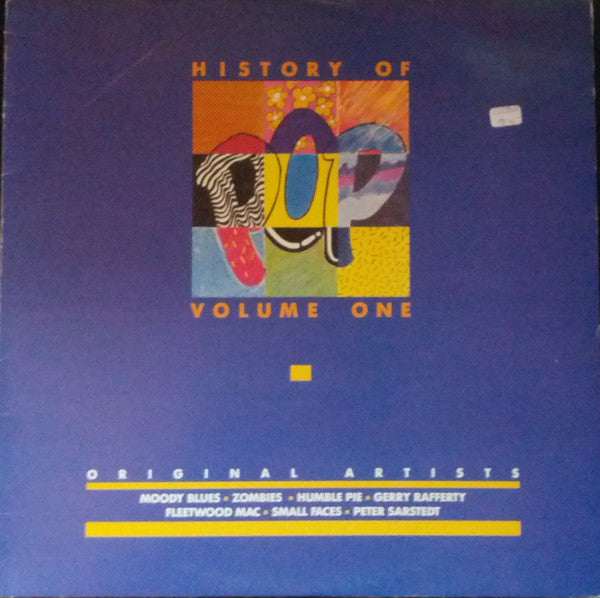 HISTORY OF
POP
VOLUME ONE
ORIGINAL ARTISTS
MOODY BLUES • ZOMBIES • HUMBLE PIE • GERRY RAFFERTY
FLEETWOOD MAC • SMALL FACES • PETER SARSTEDT